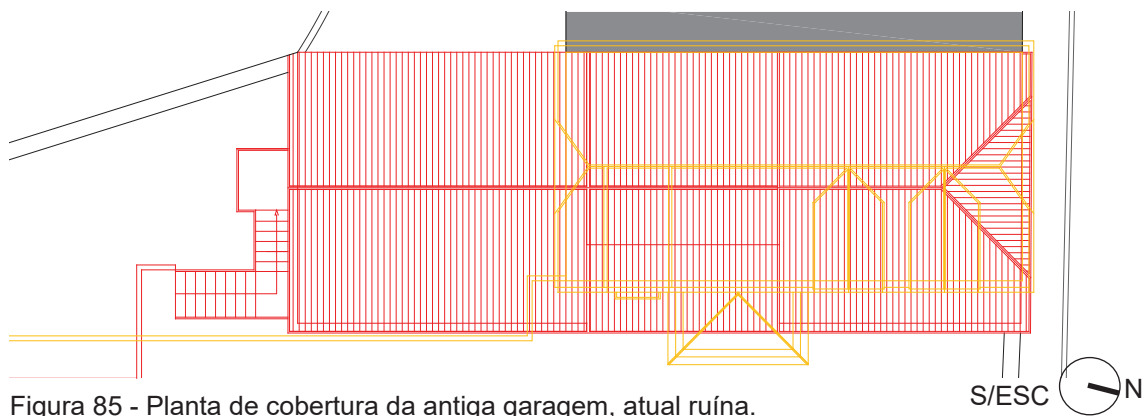 S/ESC N
Figura 85 - Planta de cobertura da antiga garagem, atual ruína.